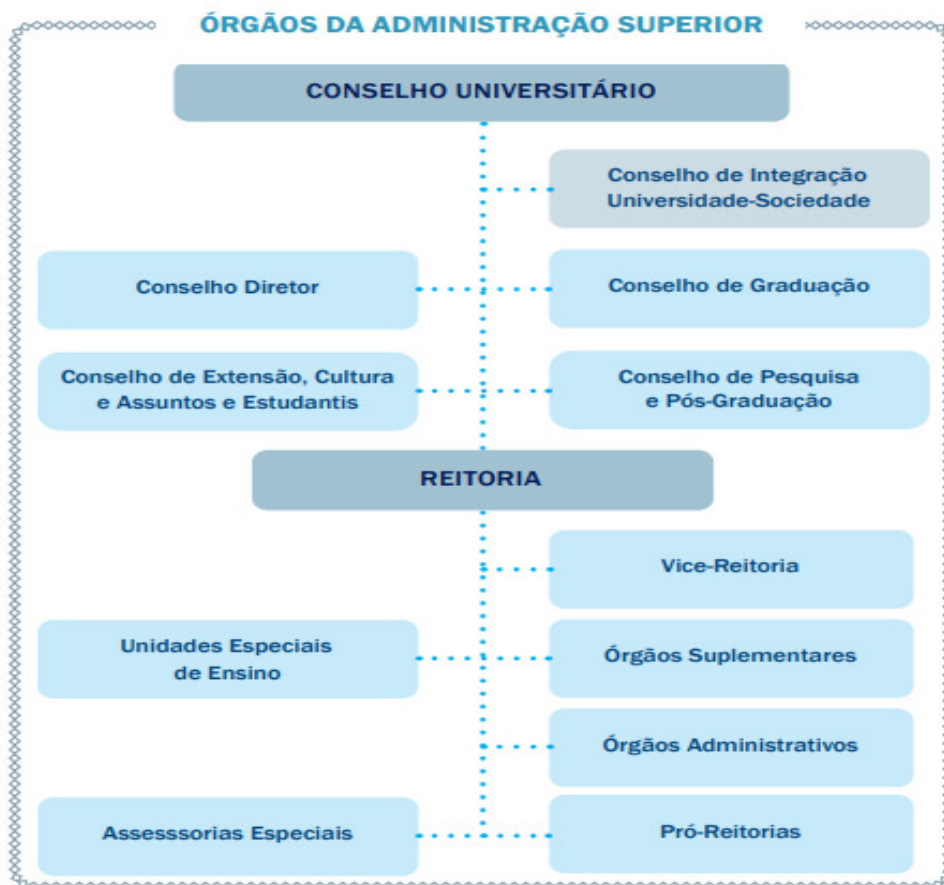 ÓRGÃOS DA ADMINISTRAÇÃO SUPERIOR
CONSELHO UNIVERSITÁRIO
Conselho de Integração
Universidade-Sociedade
Conselho Diretor
Conselho de Graduação
Conselho de Extensão, Cultura
e Assuntos e Estudantis
Conselho de Pesquisa
e Pós-Graduação
REITORIA
Vice-Reitoria
Unidades Especiais
de Ensino
Órgãos Suplementares
Órgãos Administrativos
Assesssorias Especiais
Pró-Reitorias